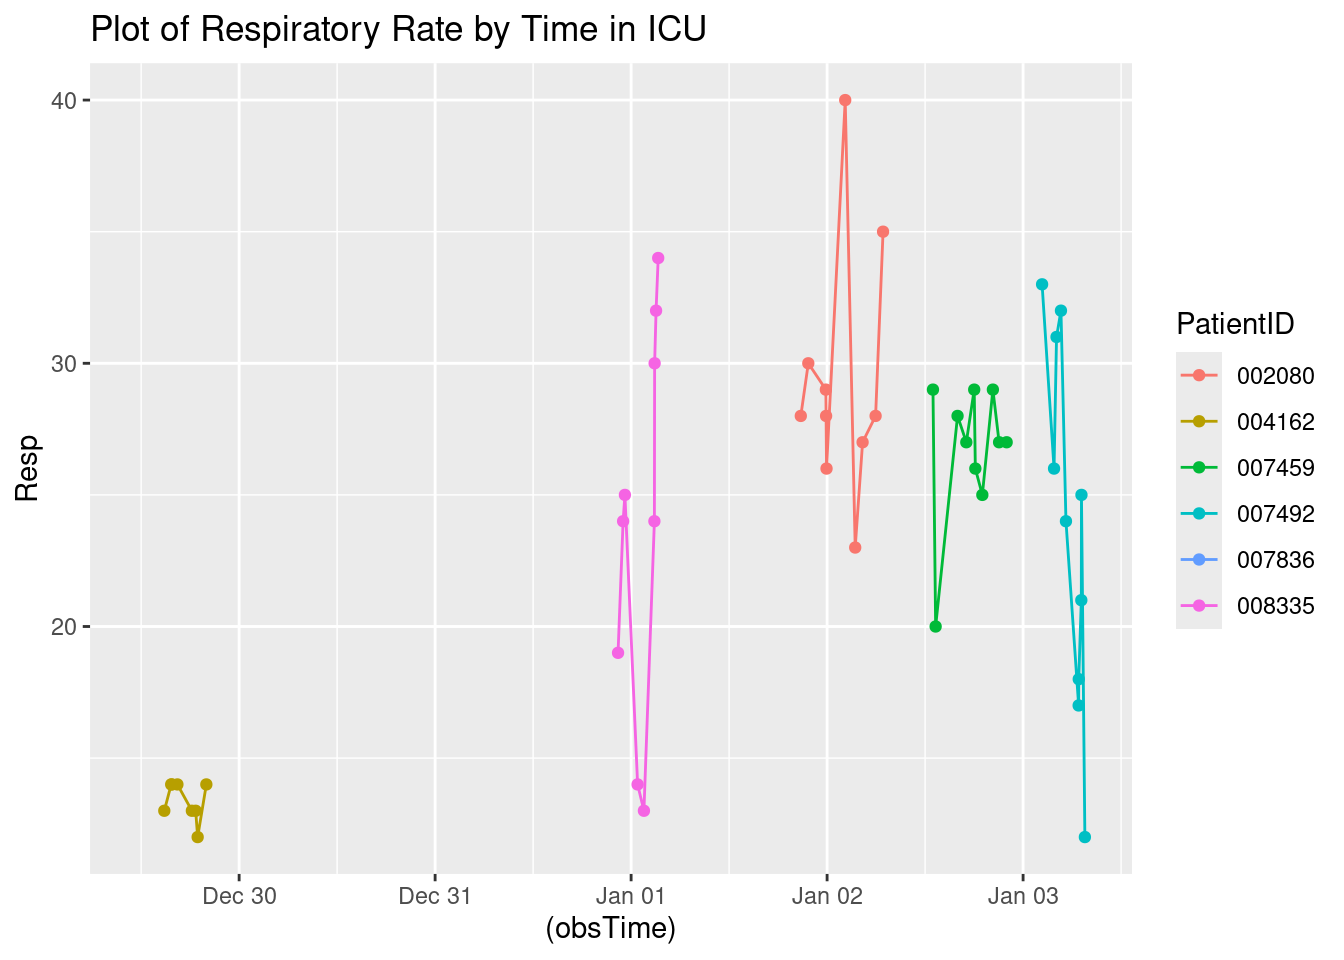 Plot of Respiratory Rate by Time in ICU
40
30
20
Resp
Dec 30
Dec 31
Jan 01
Jan 02
Jan 03
(obsTime)
PatientID
002080
004162
007459
007492
007836
008335